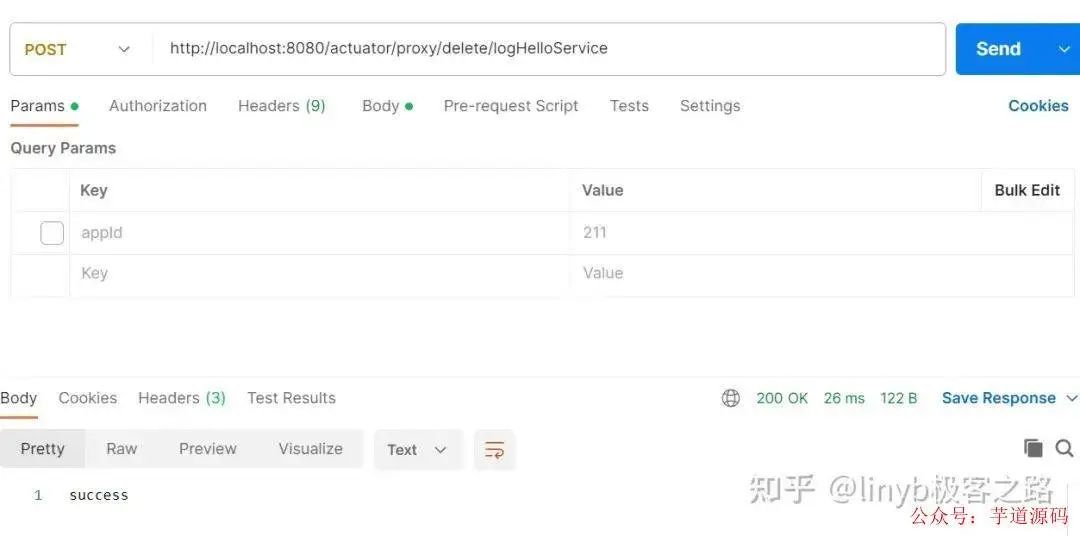 POST http://localhost:8080/actuator/proxy/delete/logHelloService Send
Params Authorization Headers (9) Body Pre-request Script Tests Settings Cookies
Query Params
Key Value Bulk Edit
appId 211
Key Value
Body Cookies Headers (3) Test Results 200 OK 26 ms 122 B Save Response
Pretty Raw Preview Visualize Text
1 success
知乎 @linyb极客之路
公众号：芋道源码